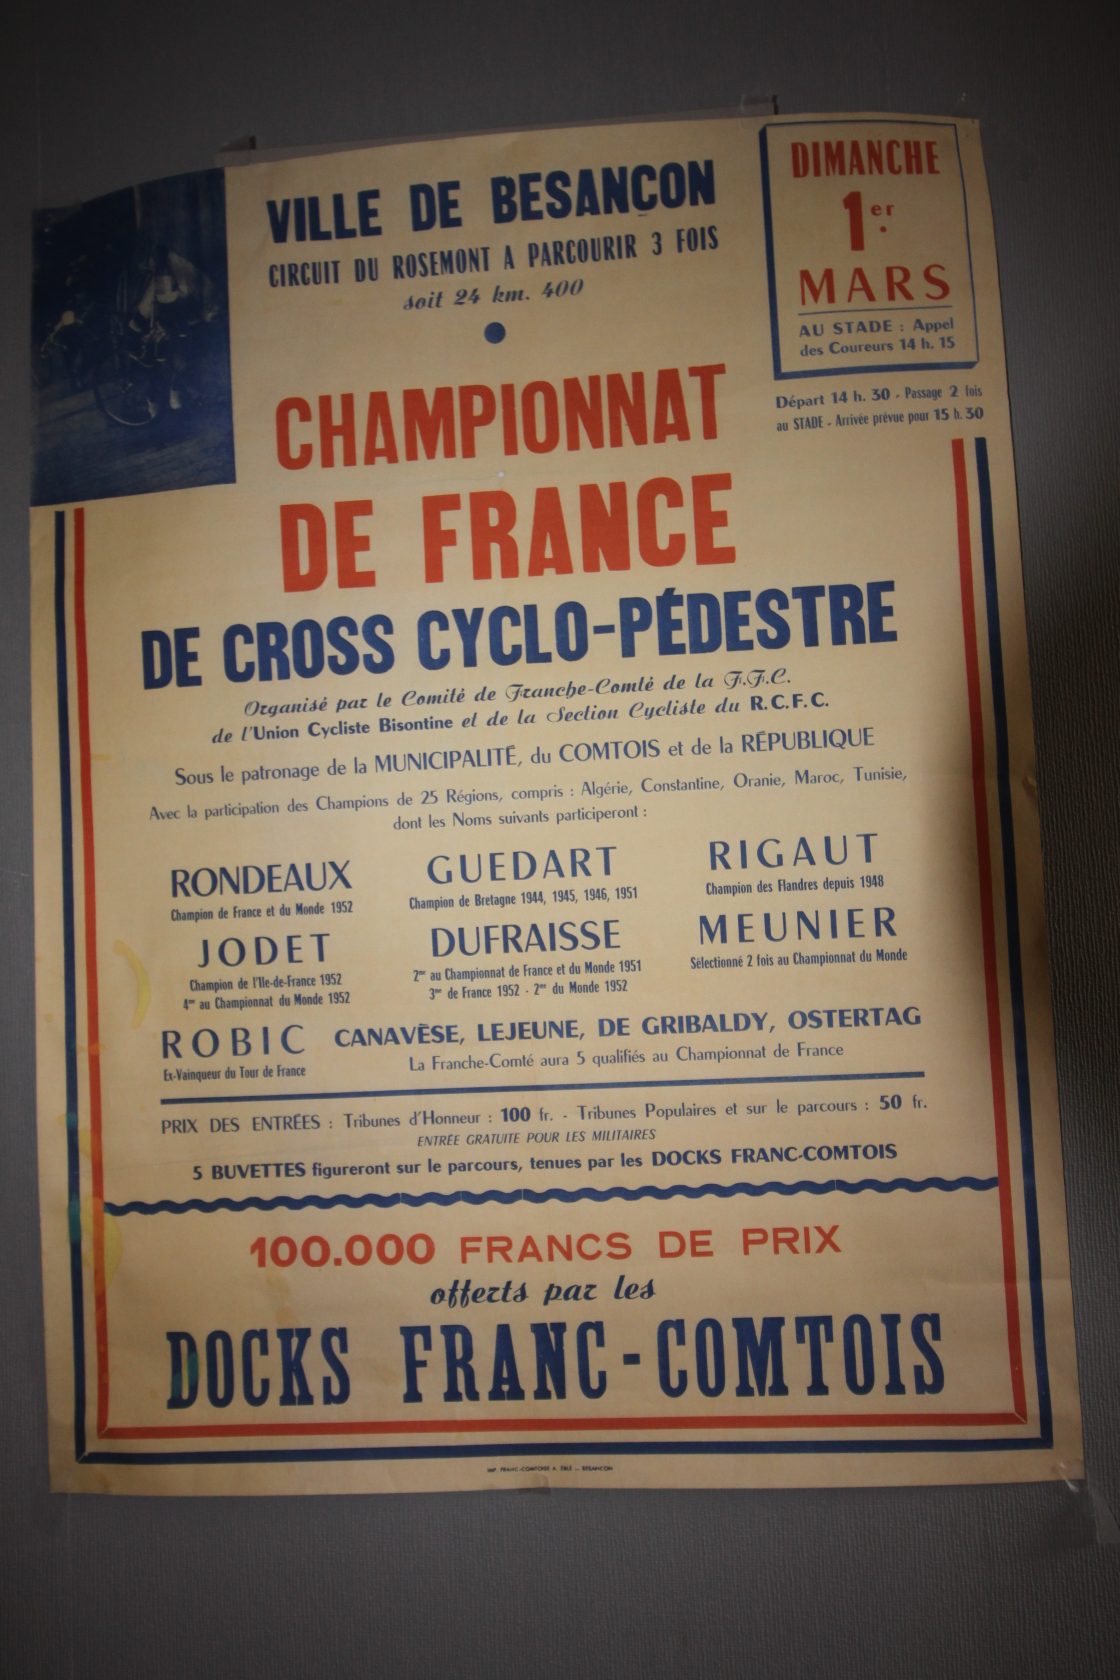 VILLE DE BESANÇON
CIRCUIT DU ROSEMONT A PARCOURIR 3 FOIS
soit 24 km. 400
DIMANCHE
1er.
MARS
AU STADE : Appel
des Coureurs 14 h. 15
Départ 14 h. 30 - Passage 2 fois
au STADE - Arrivée prévue pour 15 h. 30
CHAMPIONNAT
DE FRANCE
DE CROSS CYCLO-PÉDESTRE
Organisé par le Comité de Franche-Comté de la F.F.C.
de l'Union Cycliste Bisontine et de la Section Cycliste du R.C.F.C.
Sous le patronage de la MUNICIPALITÉ, du COMTOIS et de la RÉPUBLIQUE
Avec la participation des Champions de 25 Régions, compris : Algérie, Constantine, Oranie, Maroc, Tunisie,
dont les Noms suivants participeront :
RONDEAUX
Champion de France et du Monde 1952
GUEDART
Champion de Bretagne 1944, 1945, 1946, 1951
RIGAUT
Champion des Flandres depuis 1948
JODET
Champion de l'Ile-de-France 1952
4me au Championnat du Monde 1952
DUFRAISSE
2me au Championnat de France et du Monde 1951
3me de France 1952 - 2me du Monde 1952
MEUNIER
Sélectionné 2 fois au Championnat du Monde
ROBIC
Ex-Vainqueur du Tour de France
CANAVÈSE, LEJEUNE, DE GRIBALDY, OSTERTAG
La Franche-Comté aura 5 qualifiés au Championnat de France
PRIX DES ENTRÉES : Tribunes d'Honneur : 100 fr. - Tribunes Populaires et sur le parcours : 50 fr.
ENTRÉE GRATUITE POUR LES MILITAIRES
5 BUVETTES figureront sur le parcours, tenues par les DOCKS FRANC-COMTOIS
100.000 FRANCS DE PRIX
offerts par les
DOCKS FRANC-COMTOIS
IMP. FRANC-COMTOISE A. ÉBLÉ — BESANCON